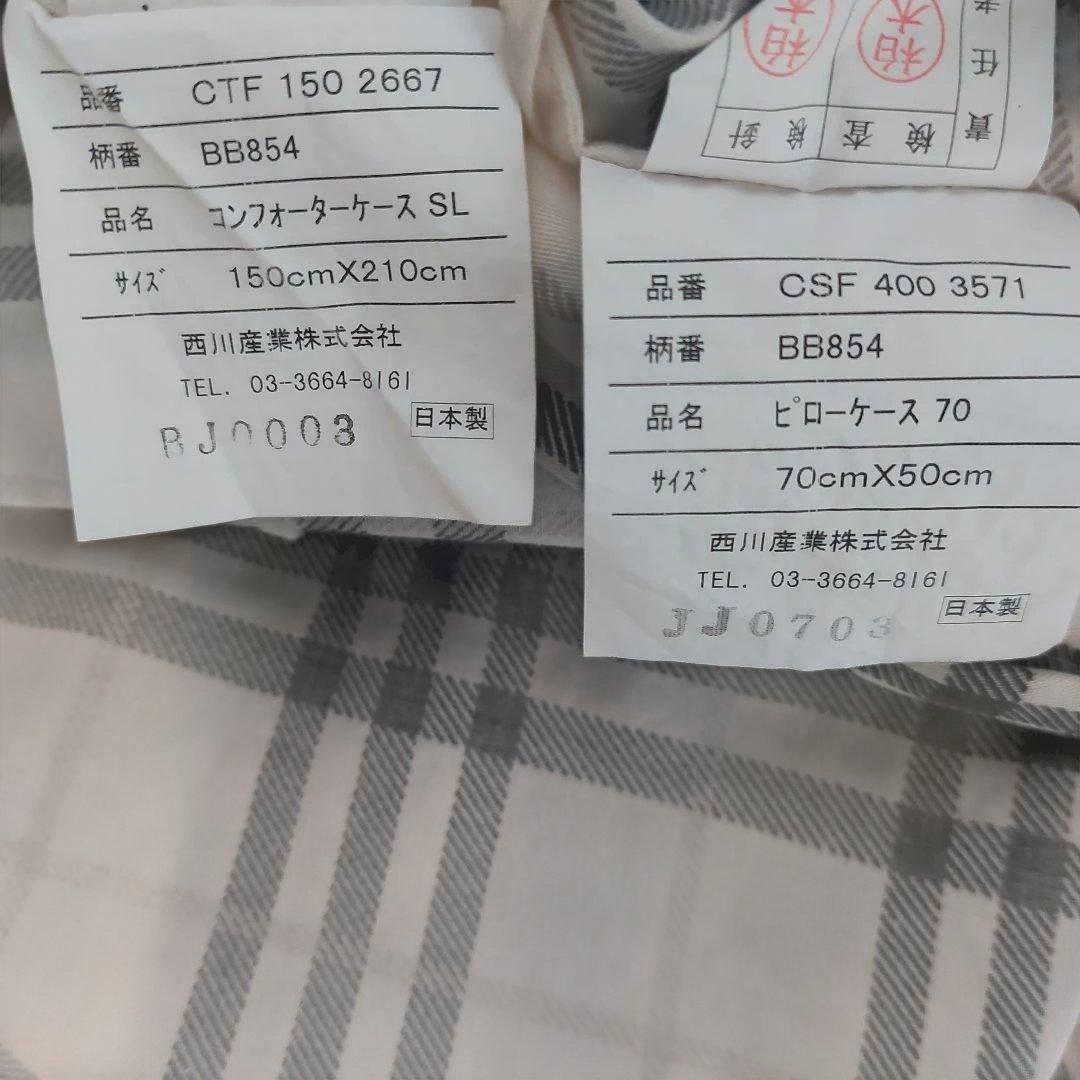 品番 CTF 150 2667
柄番 BB854
品名 コンフォーターケース SL
サイズ 150cmX210cm
西川産業株式会社
TEL. 03-3664-8161
BJ0003
日本製
責任
検査
検針
柏木
柏木
品番 CSF 400 3571
柄番 BB854
品名 ピローケース 70
サイズ 70cmX50cm
西川産業株式会社
TEL. 03-3664-8161
JJ0703
日本製